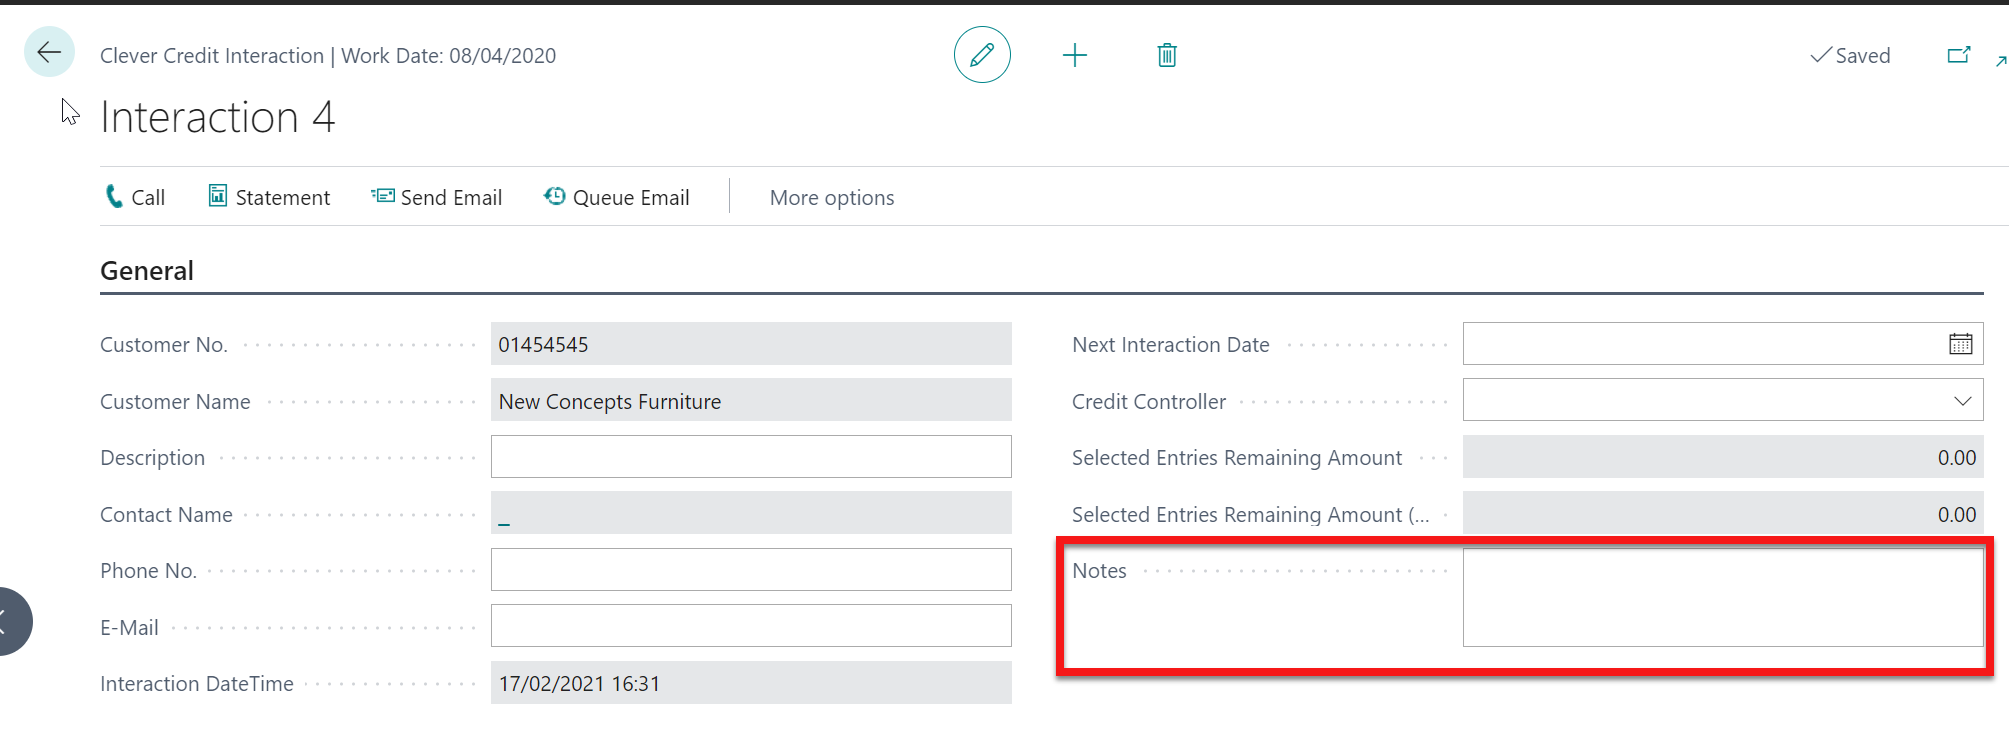 Clever Credit Interaction | Work Date: 08/04/2020
Saved
Interaction 4
Call
Statement
Send Email
Queue Email
More options
General
Customer No.
01454545
Customer Name
New Concepts Furniture
Description
Contact Name
_
Phone No.
E-Mail
Interaction DateTime
17/02/2021 16:31
Next Interaction Date
Credit Controller
Selected Entries Remaining Amount
0.00
Selected Entries Remaining Amount (...
0.00
Notes